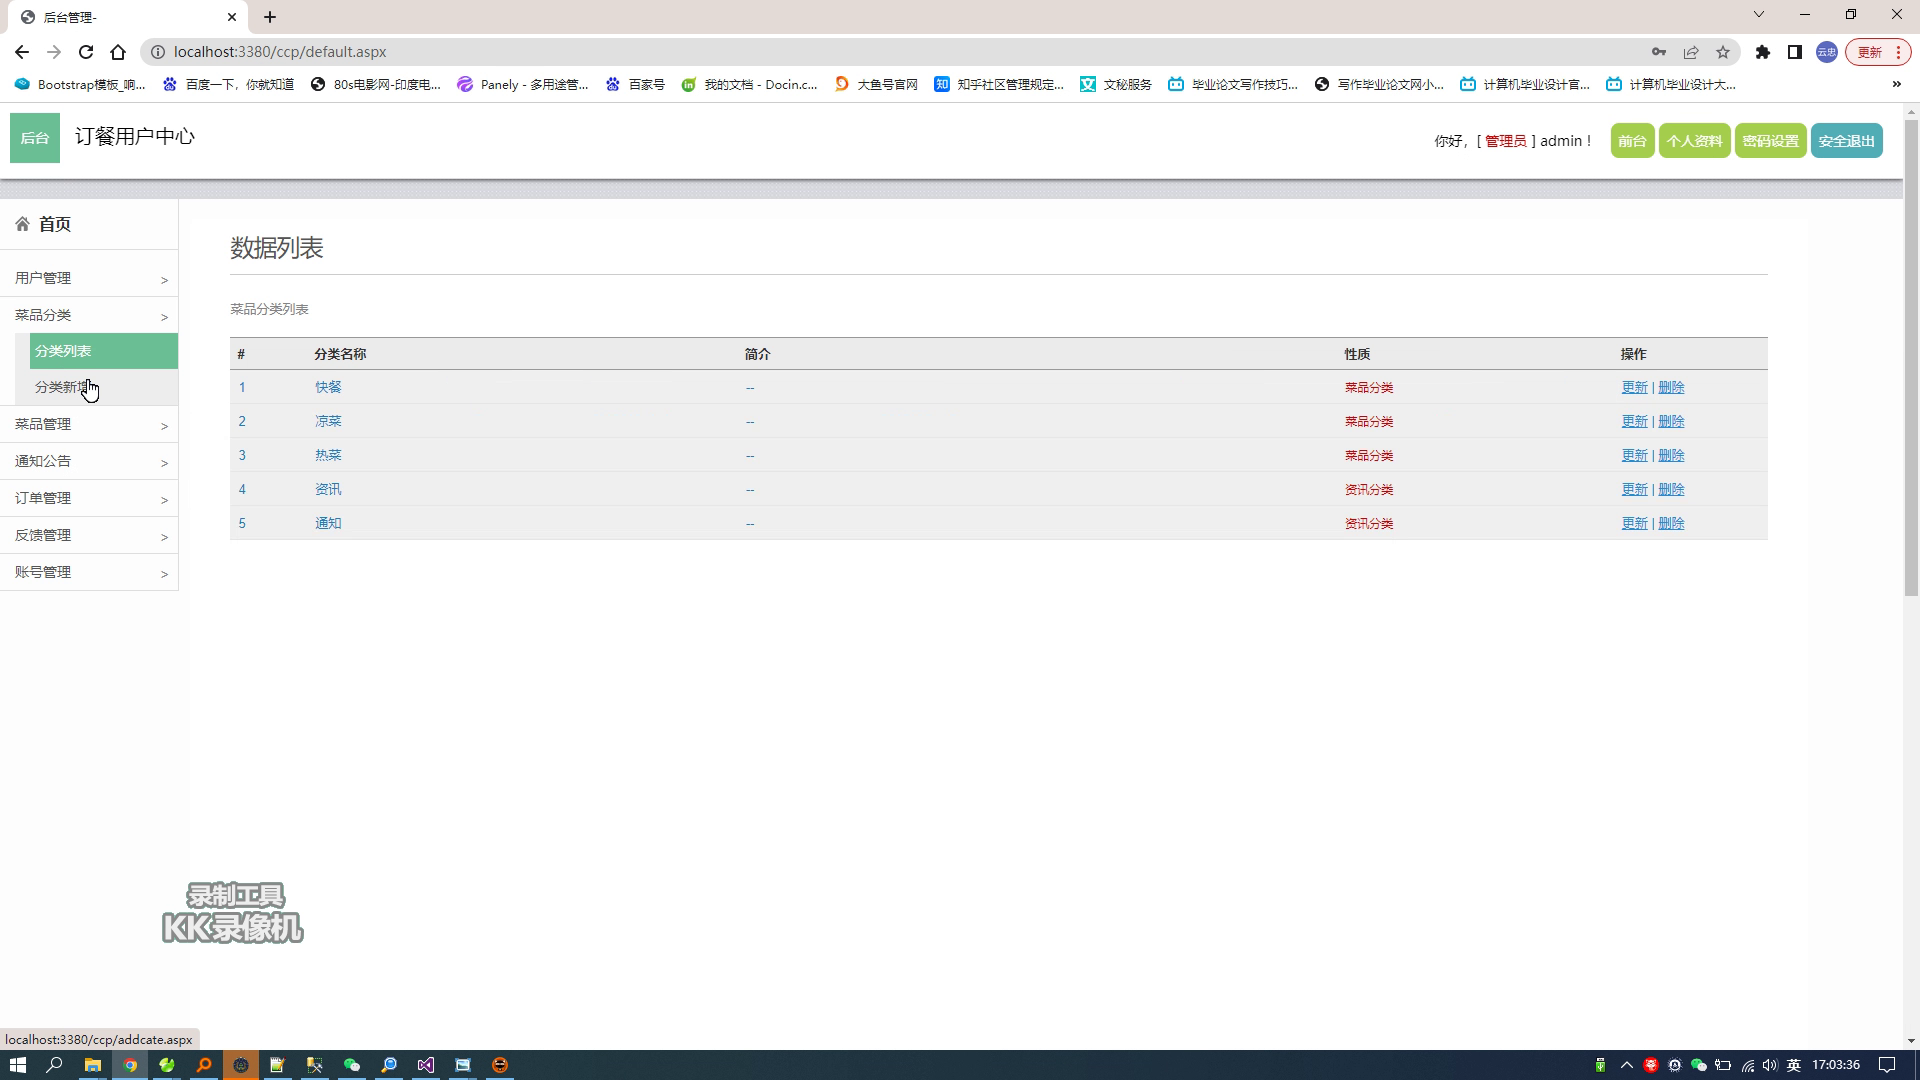 后台管理-
localhost:3380/ccp/default.aspx
云忠
更新
Bootstrap模板_响...
百度一下，你就知道
80s电影网-印度电...
Panely - 多用途管...
百家号
我的文档 - Docin.c...
大鱼号官网
知乎社区管理规定...
文秘服务
毕业论文写作技巧...
写作毕业论文网小...
计算机毕业设计官...
计算机毕业设计大...
»
后台
订餐用户中心
你好，[ 管理员 ] admin !
前台
个人资料
密码设置
安全退出
首页
用户管理 >
菜品分类 >
分类列表
分类新增
菜品管理 >
通知公告 >
订单管理 >
反馈管理 >
账号管理 >
数据列表
菜品分类列表
# 分类名称 简介 性质 操作
1 快餐 -- 菜品分类 更新 | 删除
2 凉菜 -- 菜品分类 更新 | 删除
3 热菜 -- 菜品分类 更新 | 删除
4 资讯 -- 资讯分类 更新 | 删除
5 通知 -- 资讯分类 更新 | 删除
录制工具
KK录像机
localhost:3380/ccp/addcate.aspx
英
17:03:36